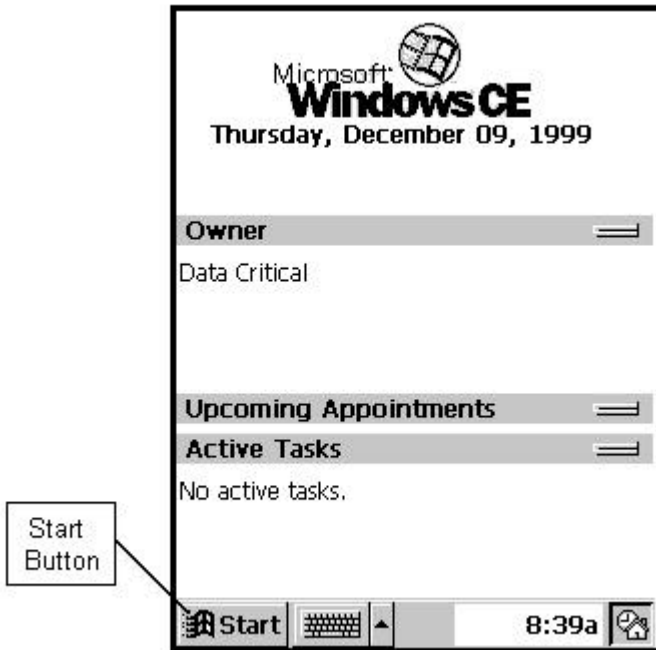 Microsoft
Windows CE
Thursday, December 09, 1999
Owner
Data Critical
Upcoming Appointments
Active Tasks
No active tasks.
Start
Button
Start
8:39a